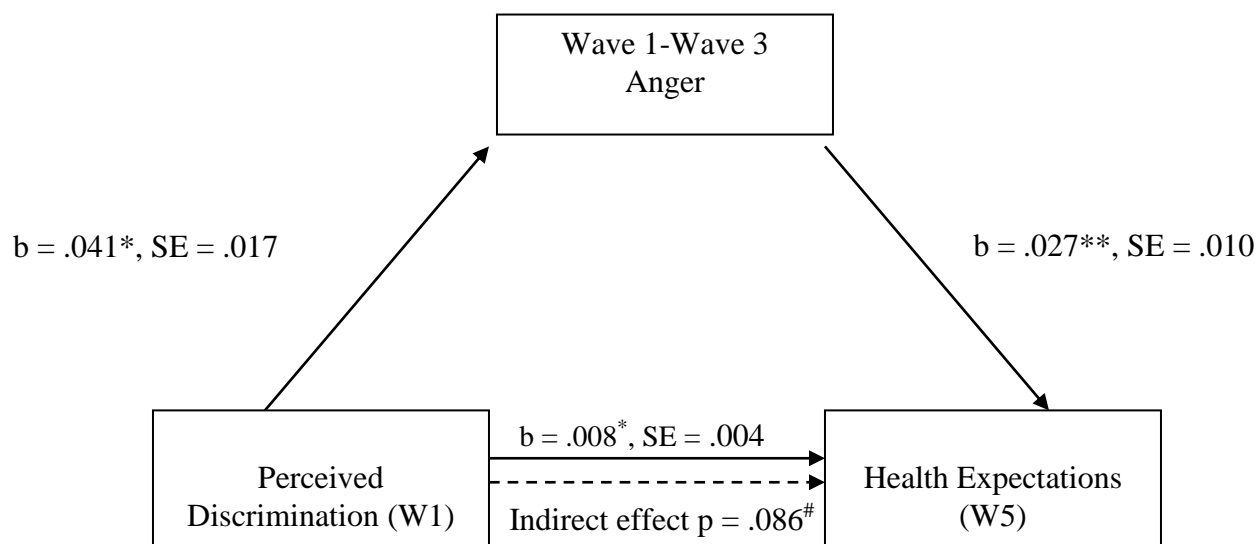 Wave 1-Wave 3
Anger
b = .041*, SE = .017
b = .027**, SE = .010
b = .008*, SE = .004
Perceived
Discrimination (W1)
Indirect effect p = .086#
Health Expectations
(W5)